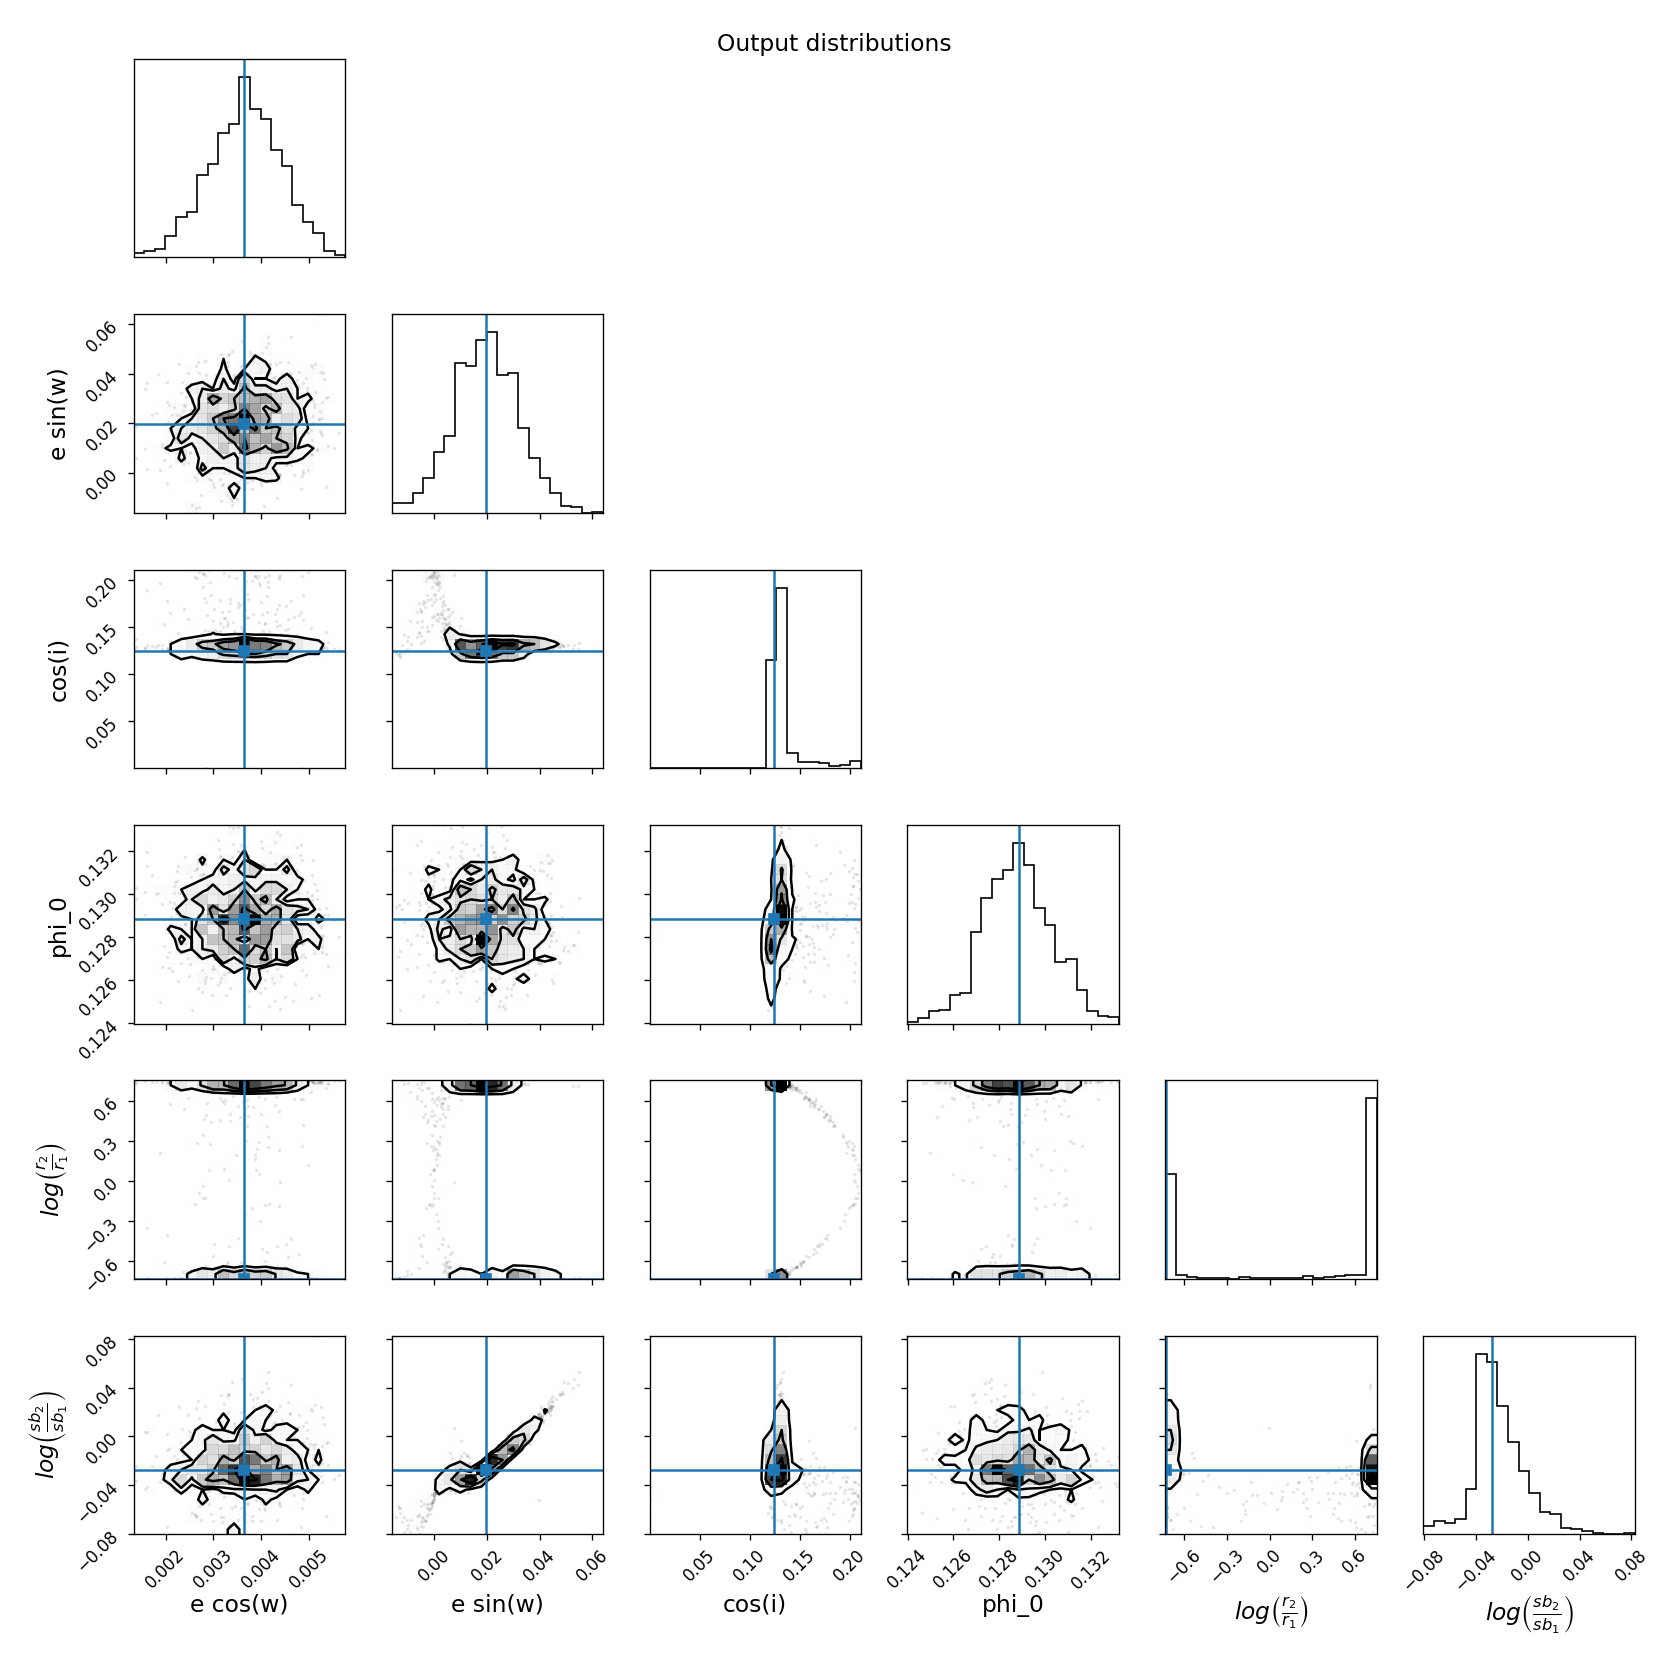 Output distributions
e sin(w)
0.06
0.04
0.02
0.00
cos(i)
0.20
0.15
0.10
0.05
phi_0
0.132
0.130
0.128
0.126
0.124
log(r₂/r₁)
0.6
0.3
0.0
−0.3
−0.6
log(sb₂/sb₁)
0.08
0.04
0.00
−0.04
−0.08
0.002 0.003 0.004 0.005
0.00 0.02 0.04 0.06
0.05 0.10 0.15 0.20
0.124 0.126 0.128 0.130 0.132
−0.6 −0.3 0.0 0.3 0.6
−0.08 −0.04 0.00 0.04 0.08
e cos(w)
e sin(w)
cos(i)
phi_0
log(r₂/r₁)
log(sb₂/sb₁)